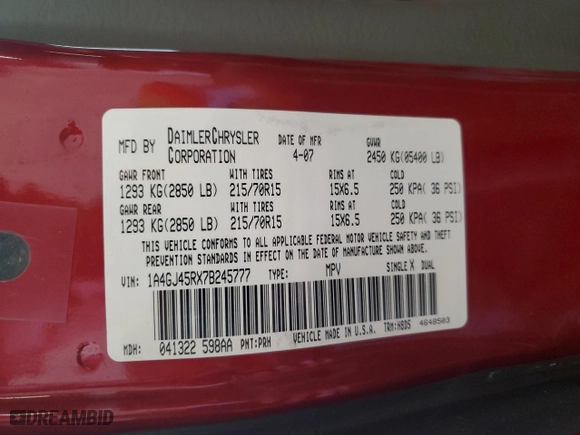 MFD BY DAIMLERCHRYSLER CORPORATION DATE OF MFR 4-07 GVWR 2450 KG(05400 LB)
GAWR FRONT WITH TIRES RIMS AT COLD
1293 KG(2850 LB) 215/70R15 15X6.5 250 KPA( 36 PSI)
GAWR REAR WITH TIRES RIMS AT COLD
1293 KG(2850 LB) 215/70R15 15X6.5 250 KPA( 36 PSI)
THIS VEHICLE CONFORMS TO ALL APPLICABLE FEDERAL MOTOR VEHICLE SAFETY AND THEFT
PREVENTION STANDARDS IN EFFECT ON THE DATE OF MANUFACTURE SHOWN ABOVE.
VIN: 1A4GJ45RX7B245777 TYPE: MPV SINGLE X DUAL
MDH: 041322 598AA PNT:PRH VEHICLE MADE IN U.S.A. TRM:H8D5 4648503
DREAMBID